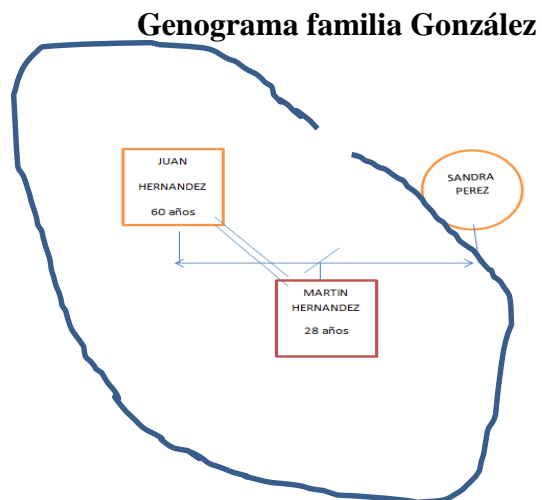 Genograma familia González
JUAN
HERNANDEZ
60 años
SANDRA
PEREZ
MARTIN
HERNANDEZ
28 años